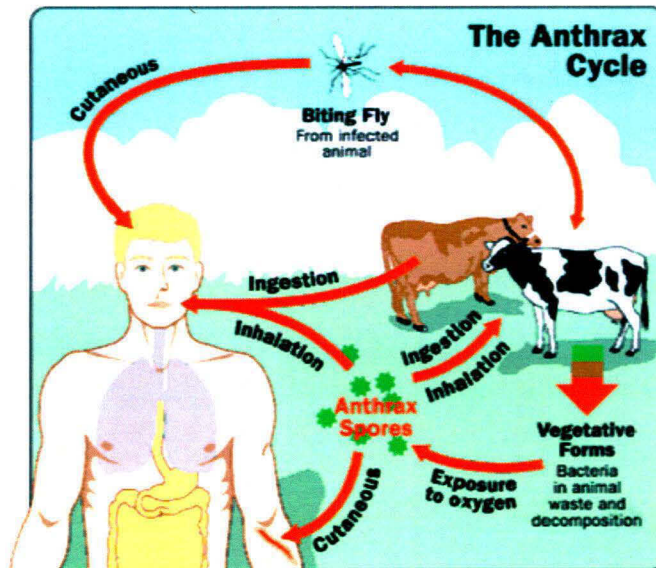 The Anthrax
Cycle
Cutaneous
Biting Fly
From infected
animal
Ingestion
Inhalation
Ingestion
Inhalation
Anthrax
Spores
Vegetative
Forms
Bacteria
in animal
waste and
decomposition
Exposure
to oxygen
Cutaneous